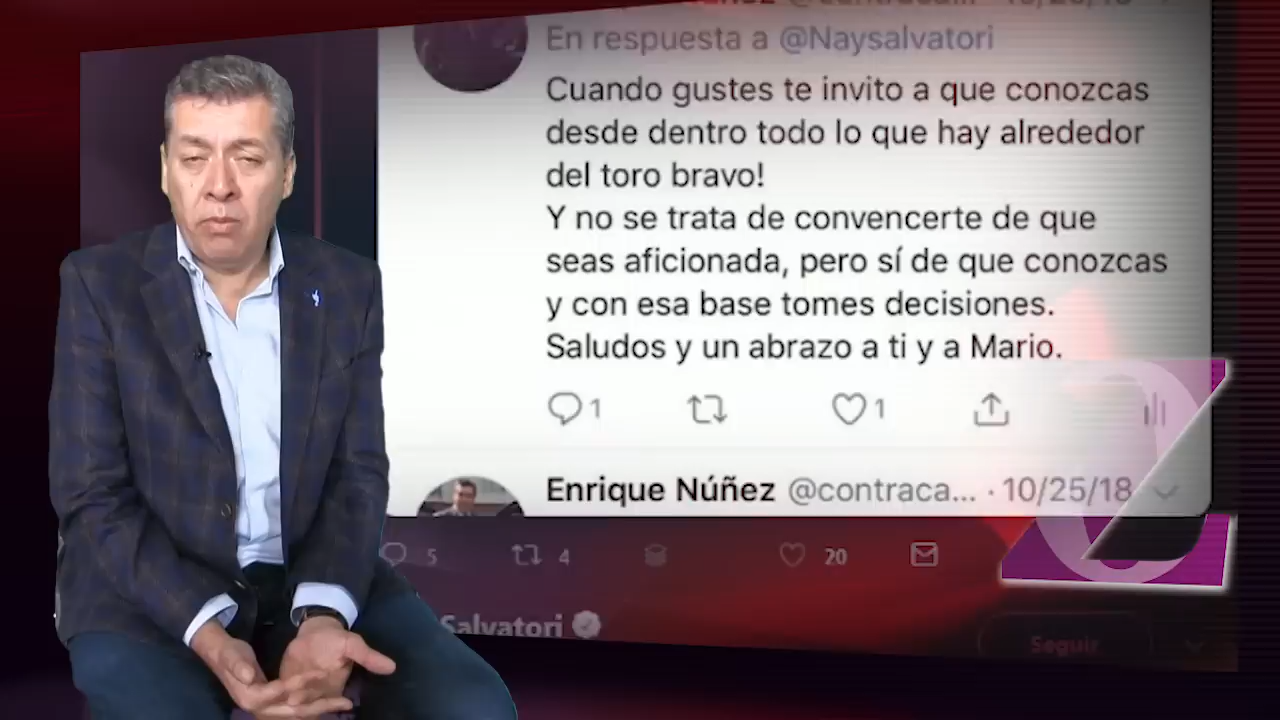 En respuesta a @Naysalvatori
Cuando gustes te invito a que conozcas
desde dentro todo lo que hay alrededor
del toro bravo!
Y no se trata de convencerte de que
seas aficionada, pero sí de que conozcas
y con esa base tomes decisiones.
Saludos y un abrazo a ti y a Mario.
1 1
Enrique Núñez @contraca... · 10/25/18
5 4 20
Salvatori
Seguir